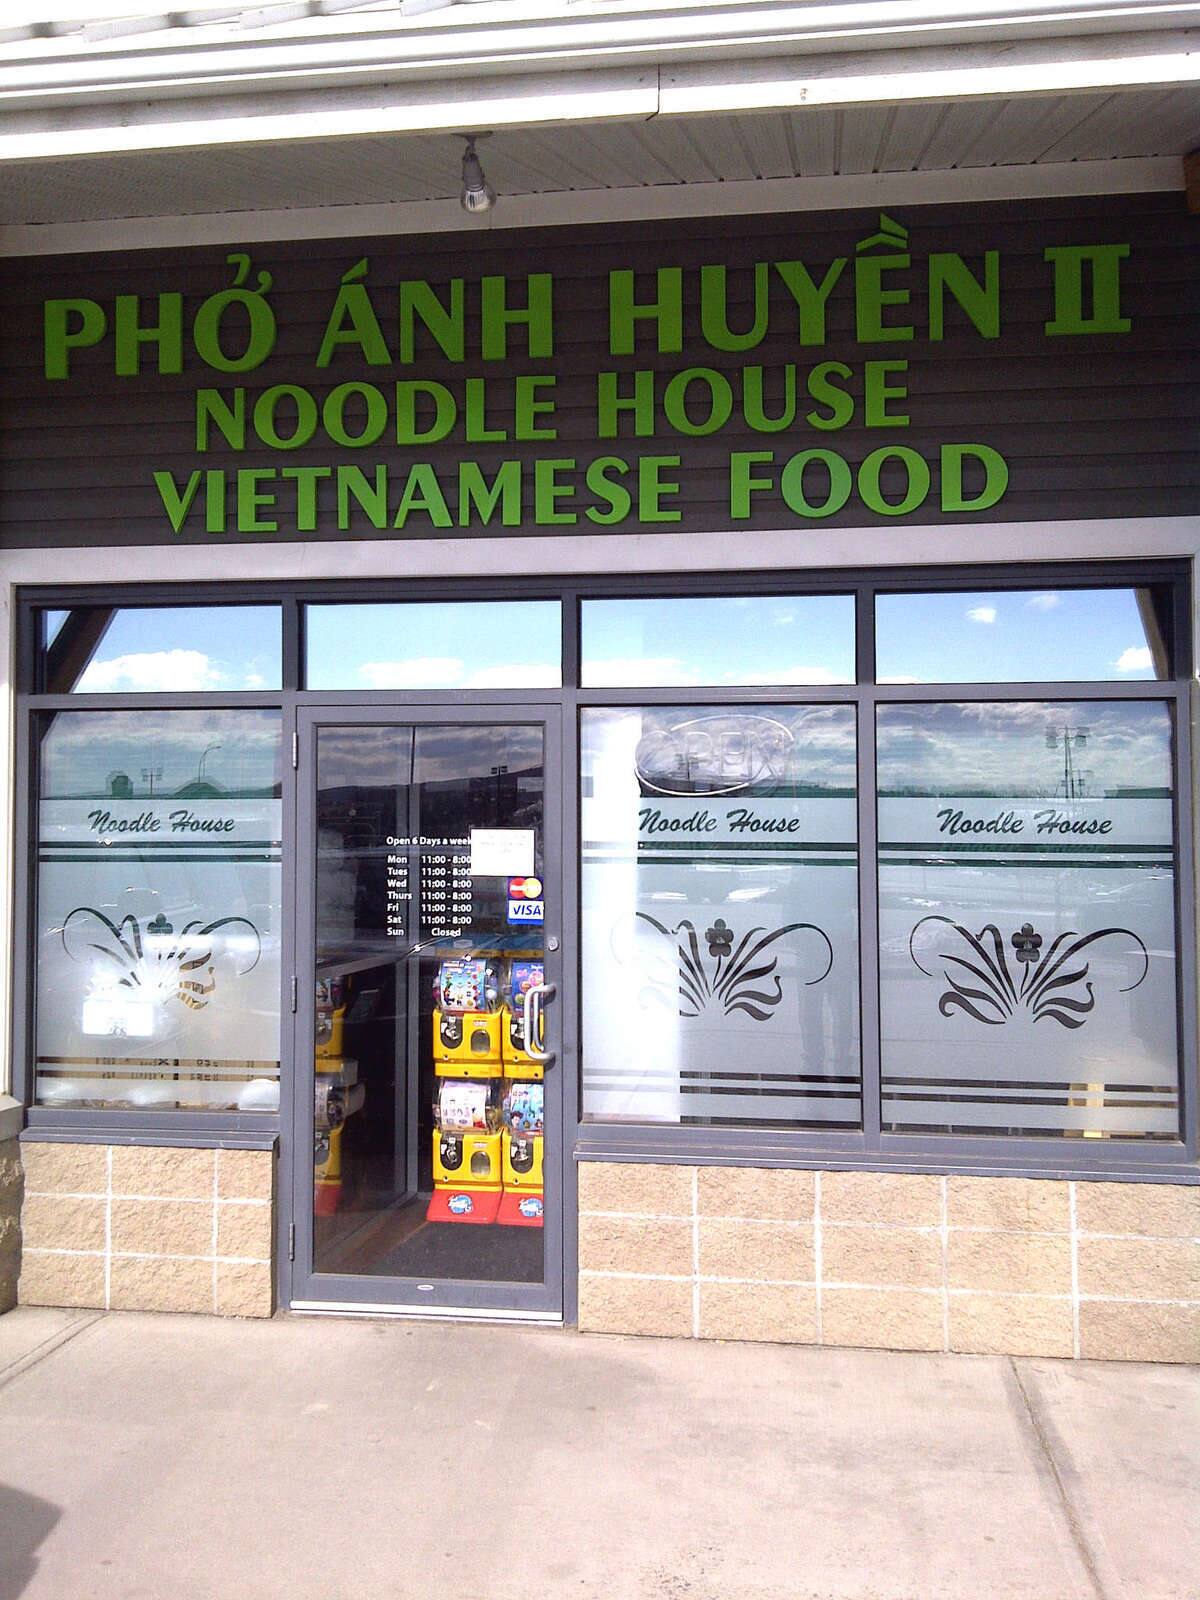 PHỞ ÁNH HUYỀN II
NOODLE HOUSE
VIETNAMESE FOOD
OPEN
Noodle House
Noodle House
Noodle House
Open 6 Days a week
Mon 11:00 - 8:00
Tues 11:00 - 8:00
Wed 11:00 - 8:00
Thurs 11:00 - 8:00
Fri 11:00 - 8:00
Sat 11:00 - 8:00
Sun Closed
MasterCard
VISA